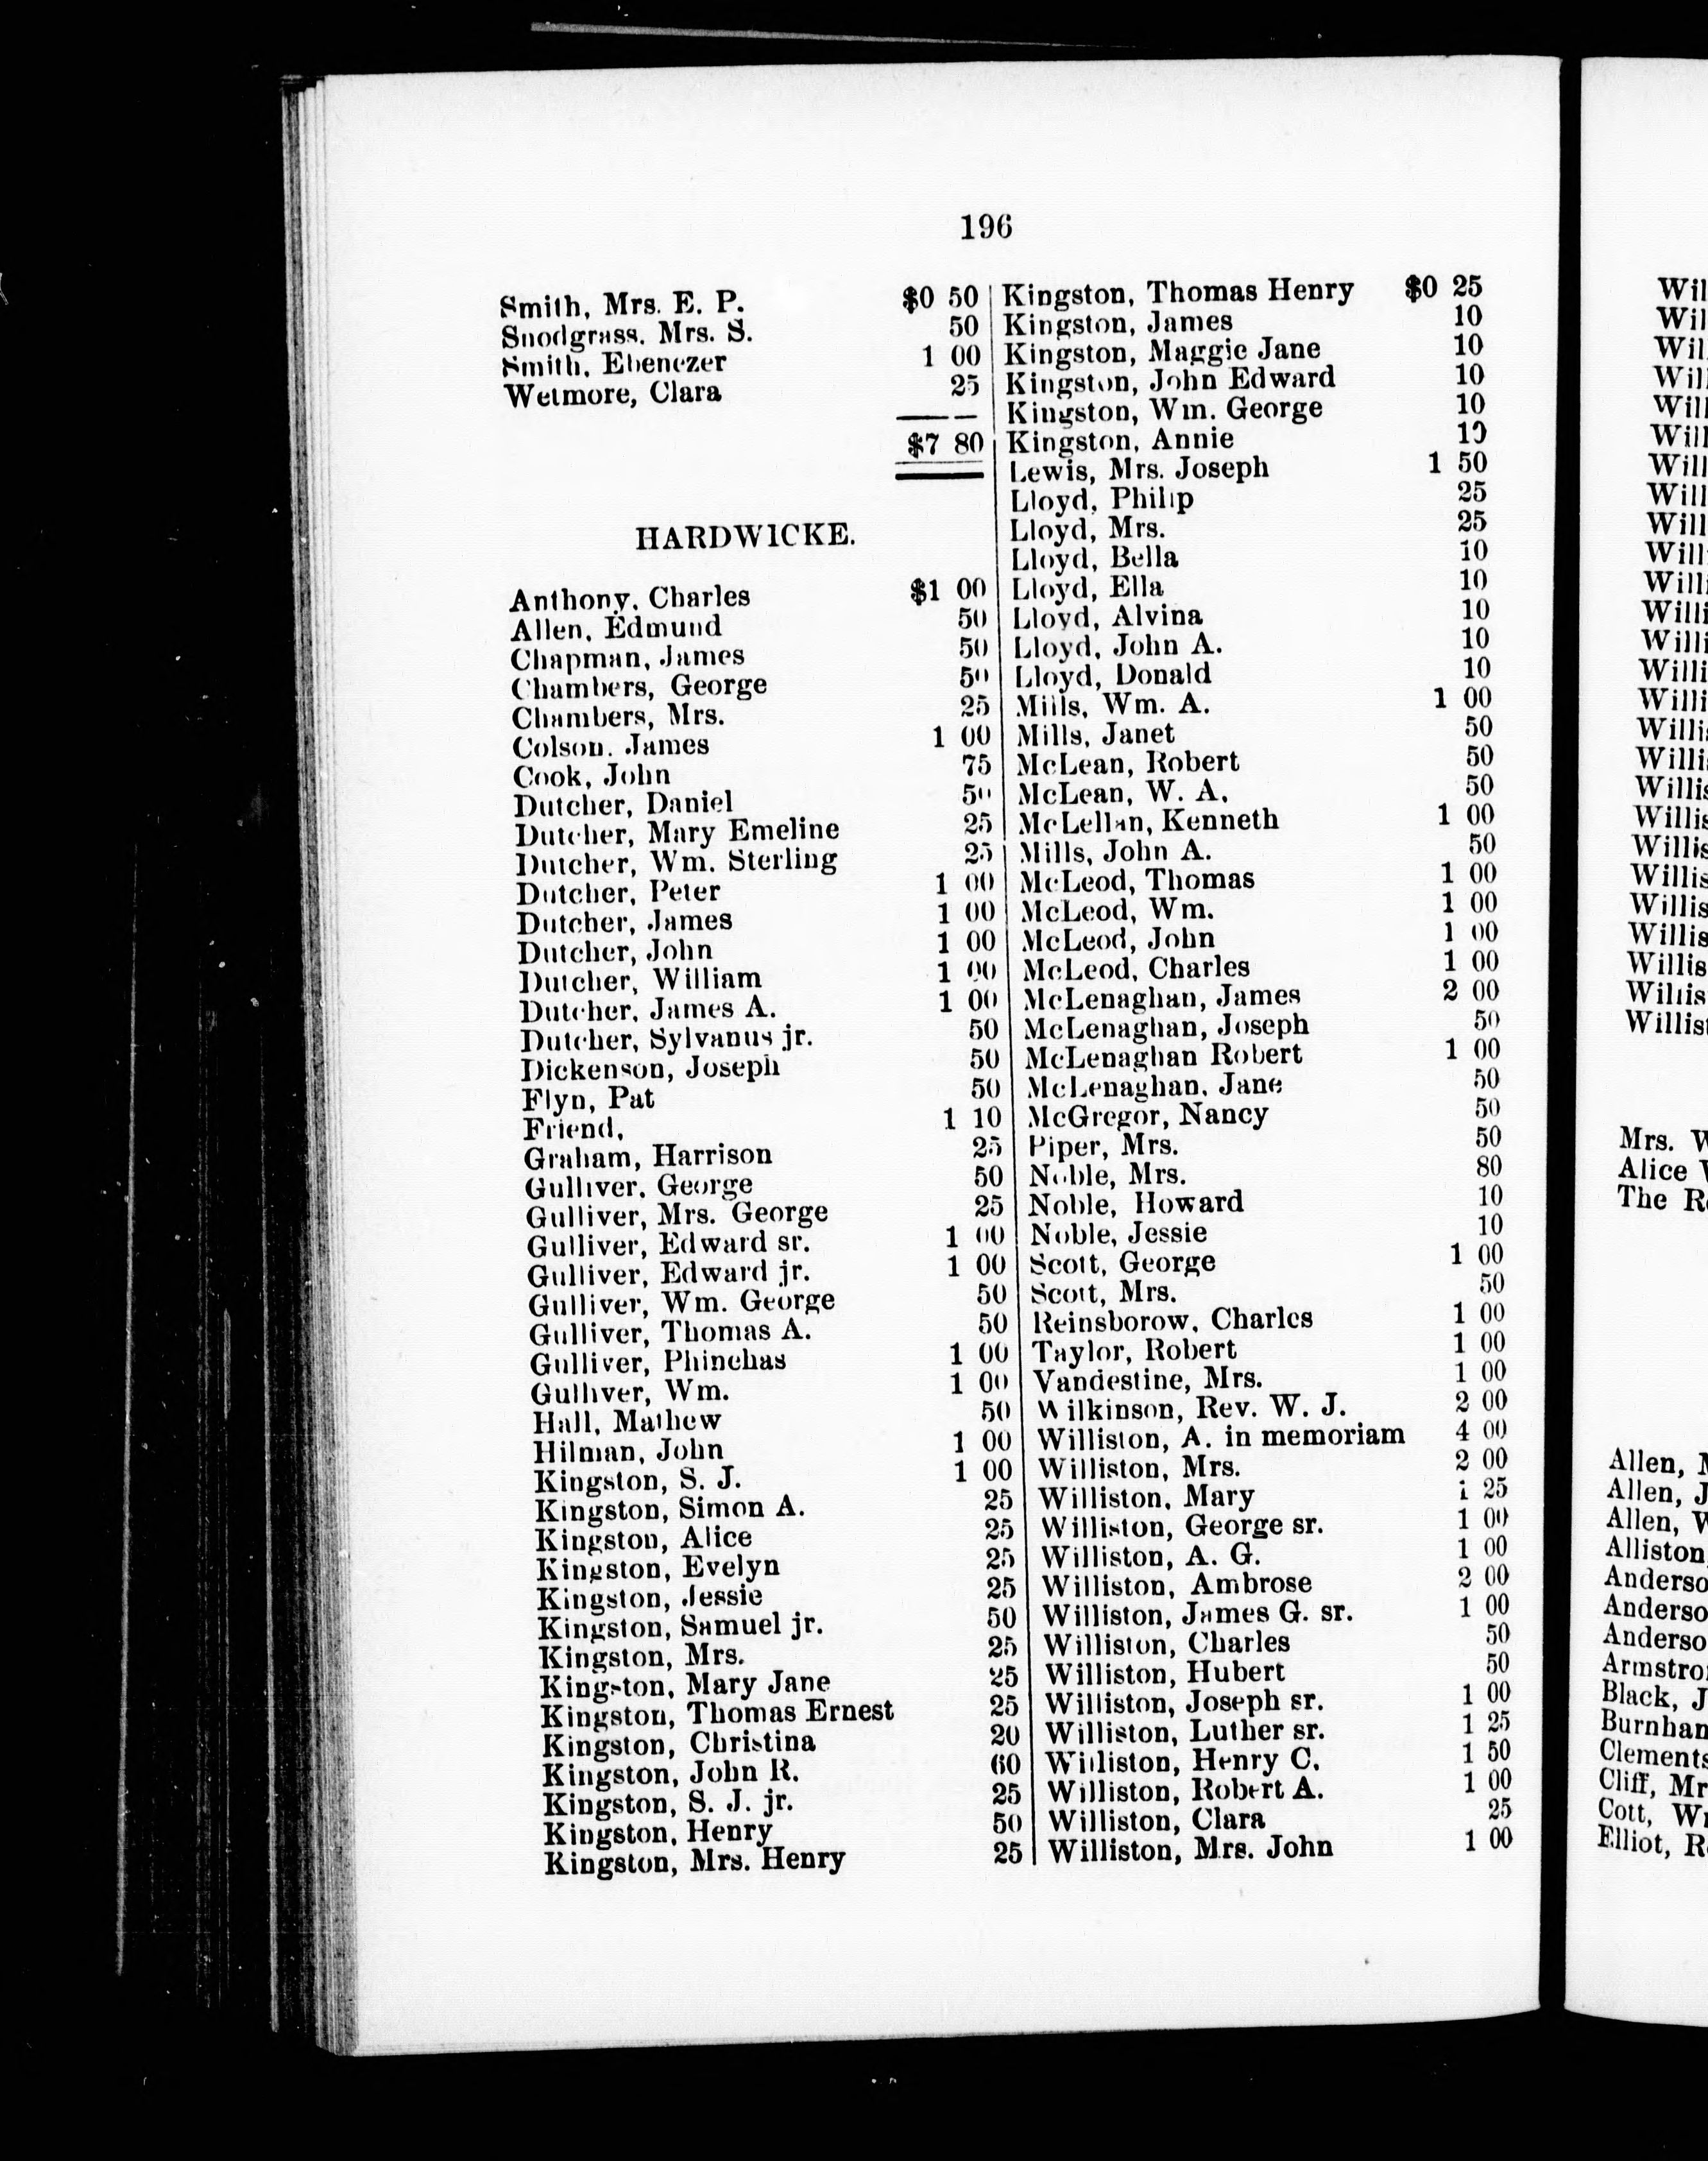 196
Smith, Mrs. E. P. $0 50
Snodgrass, Mrs. S. 50
Smith, Ebenezer 1 00
Wetmore, Clara 25
$7 80
HARDWICKE.
Anthony, Charles $1 00
Allen, Edmund 50
Chapman, James 50
Chambers, George 50
Chambers, Mrs. 25
Colson, James 1 00
Cook, John 75
Dutcher, Daniel 50
Dutcher, Mary Emeline 25
Dutcher, Wm. Sterling 25
Dutcher, Peter 1 00
Dutcher, James 1 00
Dutcher, John 1 00
Dutcher, William 1 00
Dutcher, James A. 1 00
Dutcher, Sylvanus jr. 50
Dickenson, Joseph 50
Flyn, Pat 50
Friend, 1 10
Graham, Harrison 25
Gulliver, George 50
Gulliver, Mrs. George 25
Gulliver, Edward sr. 1 00
Gulliver, Edward jr. 1 00
Gulliver, Wm. George 50
Gulliver, Thomas A. 50
Gulliver, Phinehas 1 00
Gulliver, Wm. 1 00
Hall, Mathew 50
Hilman, John 1 00
Kingston, S. J. 1 00
Kingston, Simon A. 25
Kingston, Alice 25
Kingston, Evelyn 25
Kingston, Jessie 25
Kingston, Samuel jr. 50
Kingston, Mrs. 25
Kingston, Mary Jane 25
Kingston, Thomas Ernest 25
Kingston, Christina 20
Kingston, John R. 60
Kingston, S. J. jr. 25
Kingston, Henry 50
Kingston, Mrs. Henry 25
Kingston, Thomas Henry $0 25
Kingston, James 10
Kingston, Maggie Jane 10
Kingston, John Edward 10
Kingston, Wm. George 10
Kingston, Annie 10
Lewis, Mrs. Joseph 1 50
Lloyd, Philip 25
Lloyd, Mrs. 25
Lloyd, Bella 10
Lloyd, Ella 10
Lloyd, Alvina 10
Lloyd, John A. 10
Lloyd, Donald 10
Mills, Wm. A. 1 00
Mills, Janet 50
McLean, Robert 50
McLean, W. A. 50
McLellan, Kenneth 1 00
Mills, John A. 50
McLeod, Thomas 1 00
McLeod, Wm. 1 00
McLeod, John 1 00
McLeod, Charles 1 00
McLenaghan, James 2 00
McLenaghan, Joseph 50
McLenaghan Robert 1 00
McLenaghan, Jane 50
McGregor, Nancy 50
Piper, Mrs. 50
Noble, Mrs. 80
Noble, Howard 10
Noble, Jessie 10
Scott, George 1 00
Scott, Mrs. 50
Reinsborow, Charles 1 00
Taylor, Robert 1 00
Vandestine, Mrs. 1 00
Wilkinson, Rev. W. J. 2 00
Williston, A. in memoriam 4 00
Williston, Mrs. 2 00
Williston, Mary 1 25
Williston, George sr. 1 00
Williston, A. G. 1 00
Williston, Ambrose 2 00
Williston, James G. sr. 1 00
Williston, Charles 50
Williston, Hubert 50
Williston, Joseph sr. 1 00
Williston, Luther sr. 1 25
Williston, Henry C. 1 50
Williston, Robert A. 1 00
Williston, Clara 25
Williston, Mrs. John 1 00
Mrs.
Alice
The
Allen,
Allen,
Allen,
Alliston
Black,
Cliff,
Cott,
Elliot,